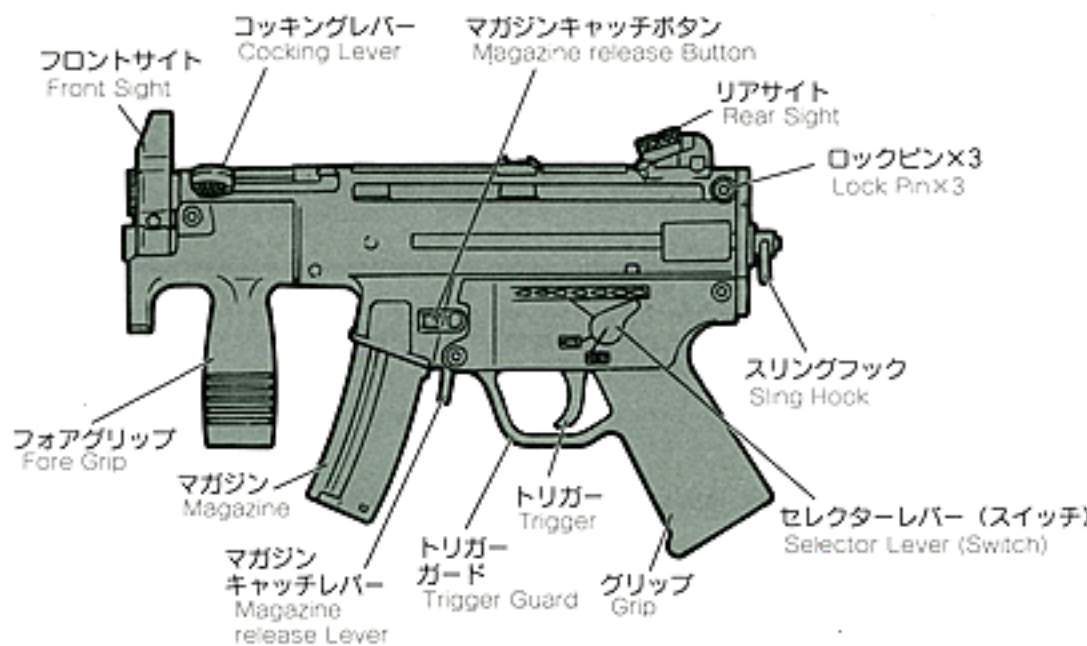 コッキングレバー
Cocking Lever
マガジンキャッチボタン
Magazine release Button
フロントサイト
Front Sight
リアサイト
Rear Sight
ロックピン×3
Lock Pin×3
スリングフック
Sling Hook
フォアグリップ
Fore Grip
マガジン
Magazine
トリガー
Trigger
セレクターレバー（スイッチ）
Selector Lever (Switch)
マガジン
キャッチレバー
Magazine
release Lever
トリガー
ガード
Trigger Guard
グリップ
Grip